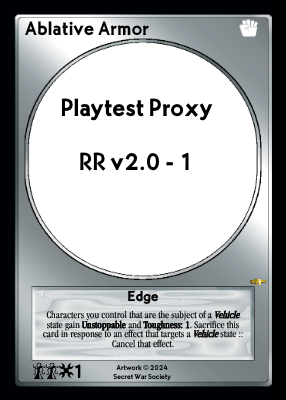 Ablative Armor
Playtest Proxy
RR v2.0 - 1
Edge
Characters you control that are the subject of a Vehicle
state gain Unstoppable and Toughness: 1. Sacrifice this
card in response to an effect that targets a Vehicle state ::
Cancel that effect.
1
Artwork © 2024
Secret War Society